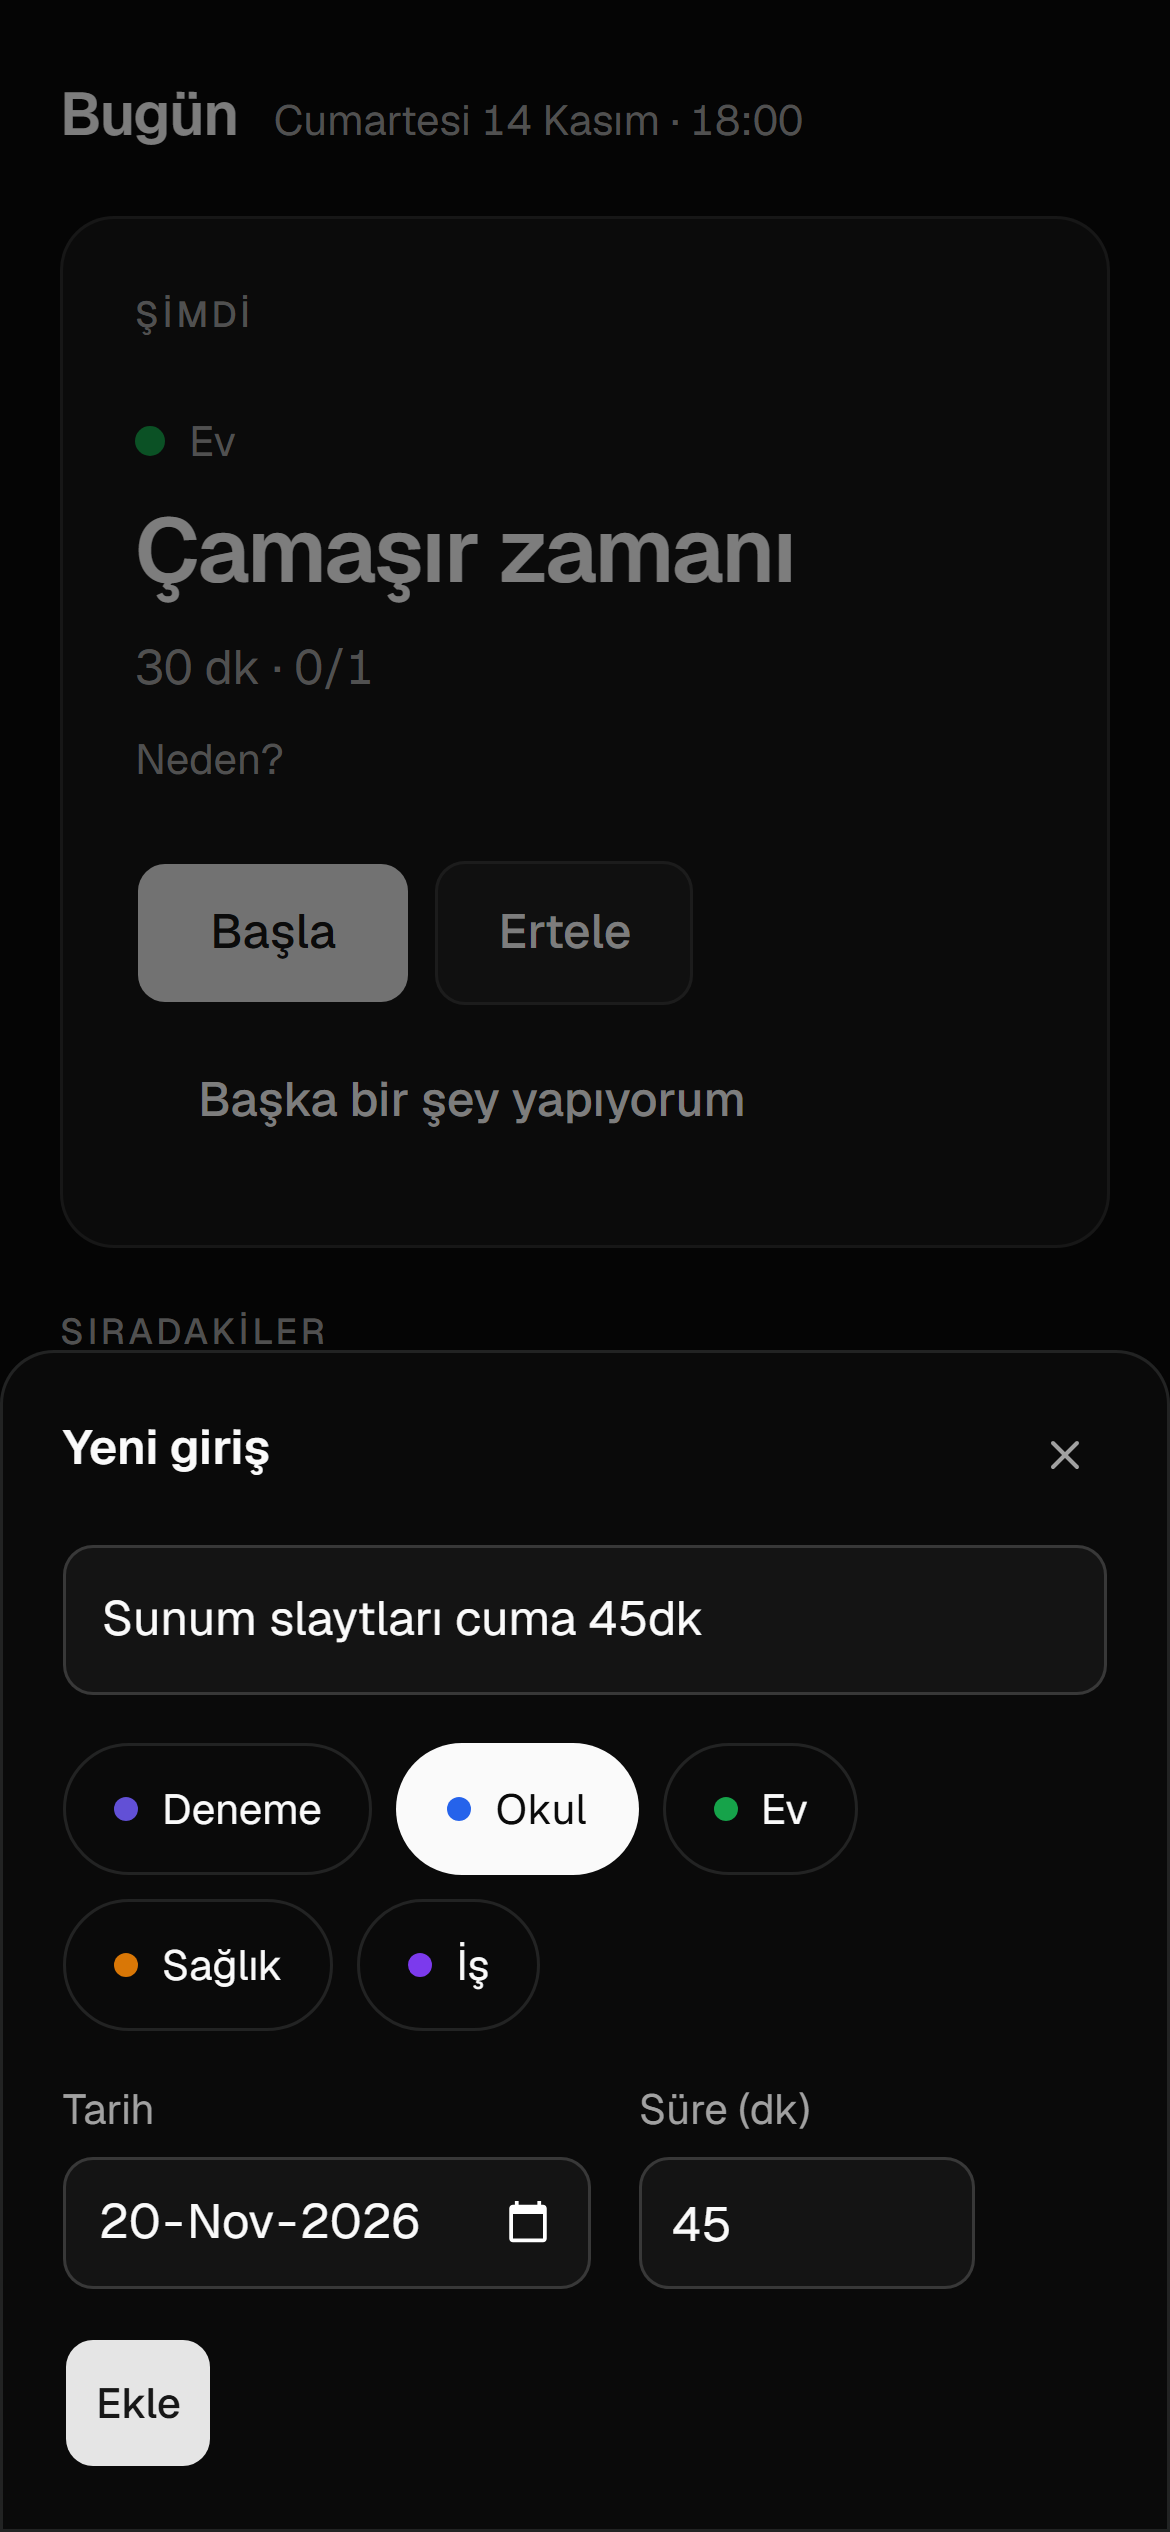 Bugün Cumartesi 14 Kasım · 18:00
ŞİMDİ
Ev
Çamaşır zamanı
30 dk · 0/1
Neden?
Başla Ertele
Başka bir şey yapıyorum
SIRADAKİLER
Yeni giriş
Sunum slaytları cuma 45dk
Deneme Okul Ev
Sağlık İş
Tarih Süre (dk)
20-Nov-2026 45
Ekle